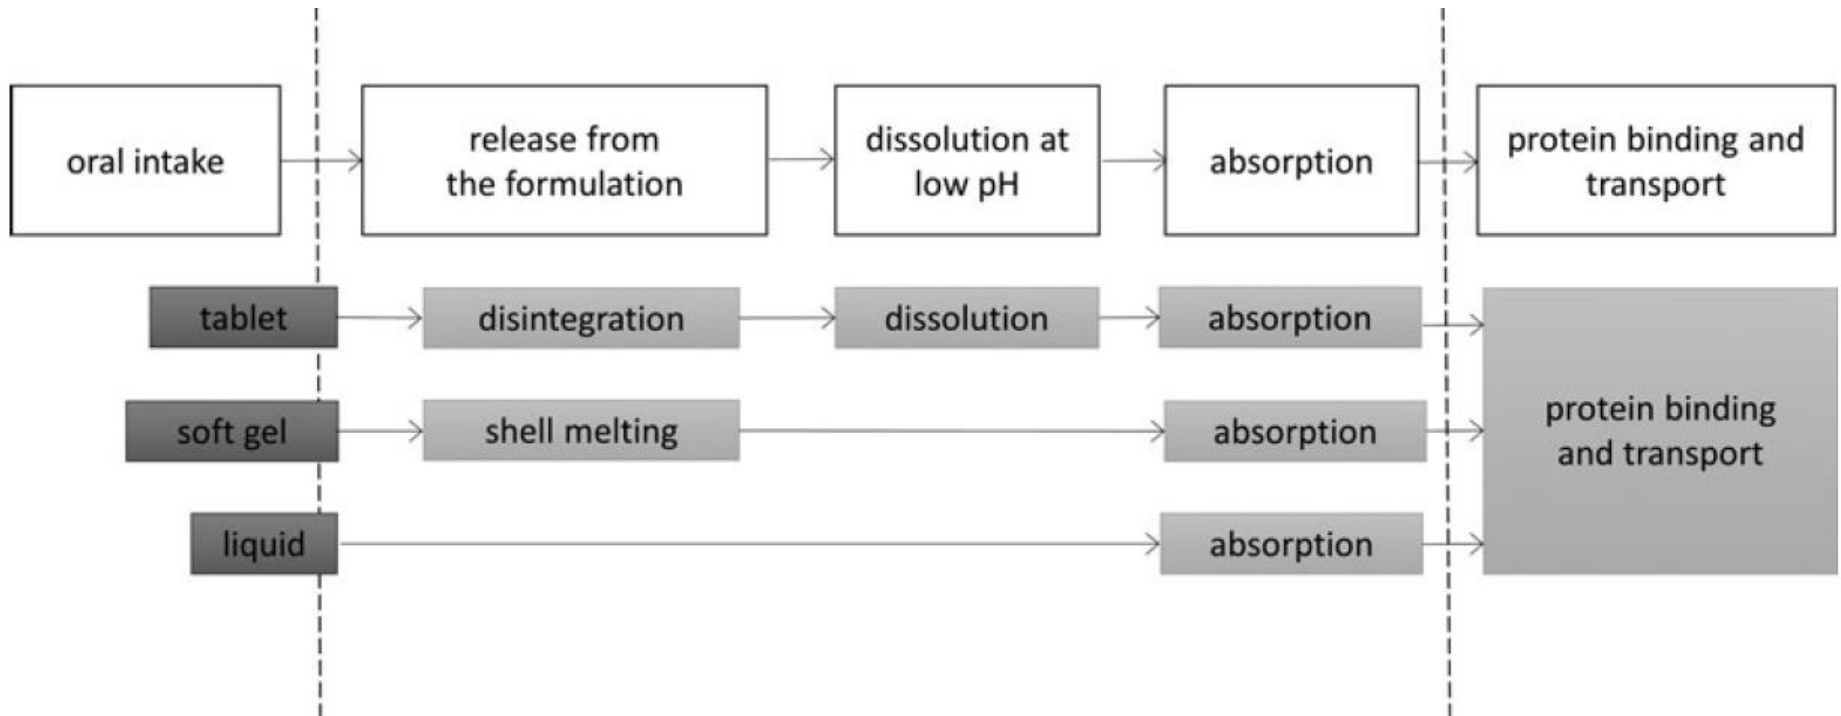 oral intake
release from
the formulation
dissolution at
low pH
absorption
protein binding and
transport
tablet
disintegration
dissolution
absorption
soft gel
shell melting
absorption
protein binding
and transport
liquid
absorption